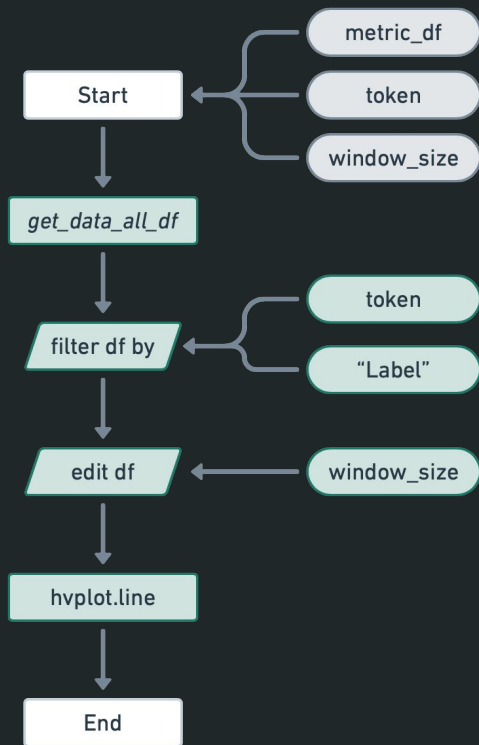 metric_df
Start
token
window_size
get_data_all_df
token
filter df by
“Label”
edit df
window_size
hvplot.line
End